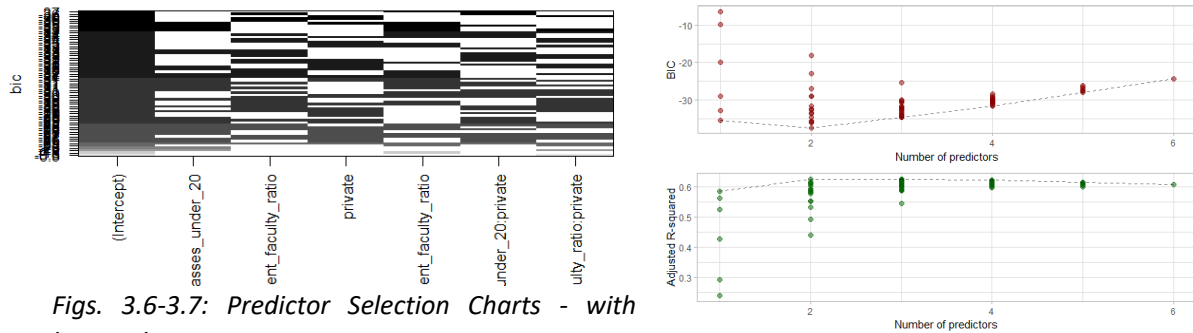 bic
(Intercept)
asses_under_20
ent_faculty_ratio
private
ent_faculty_ratio
under_20:private
ulty_ratio:private
Figs. 3.6-3.7: Predictor Selection Charts - with
BIC
-10
-20
-30
2
4
6
Number of predictors
Adjusted R-squared
0.6
0.5
0.4
0.3
2
4
6
Number of predictors